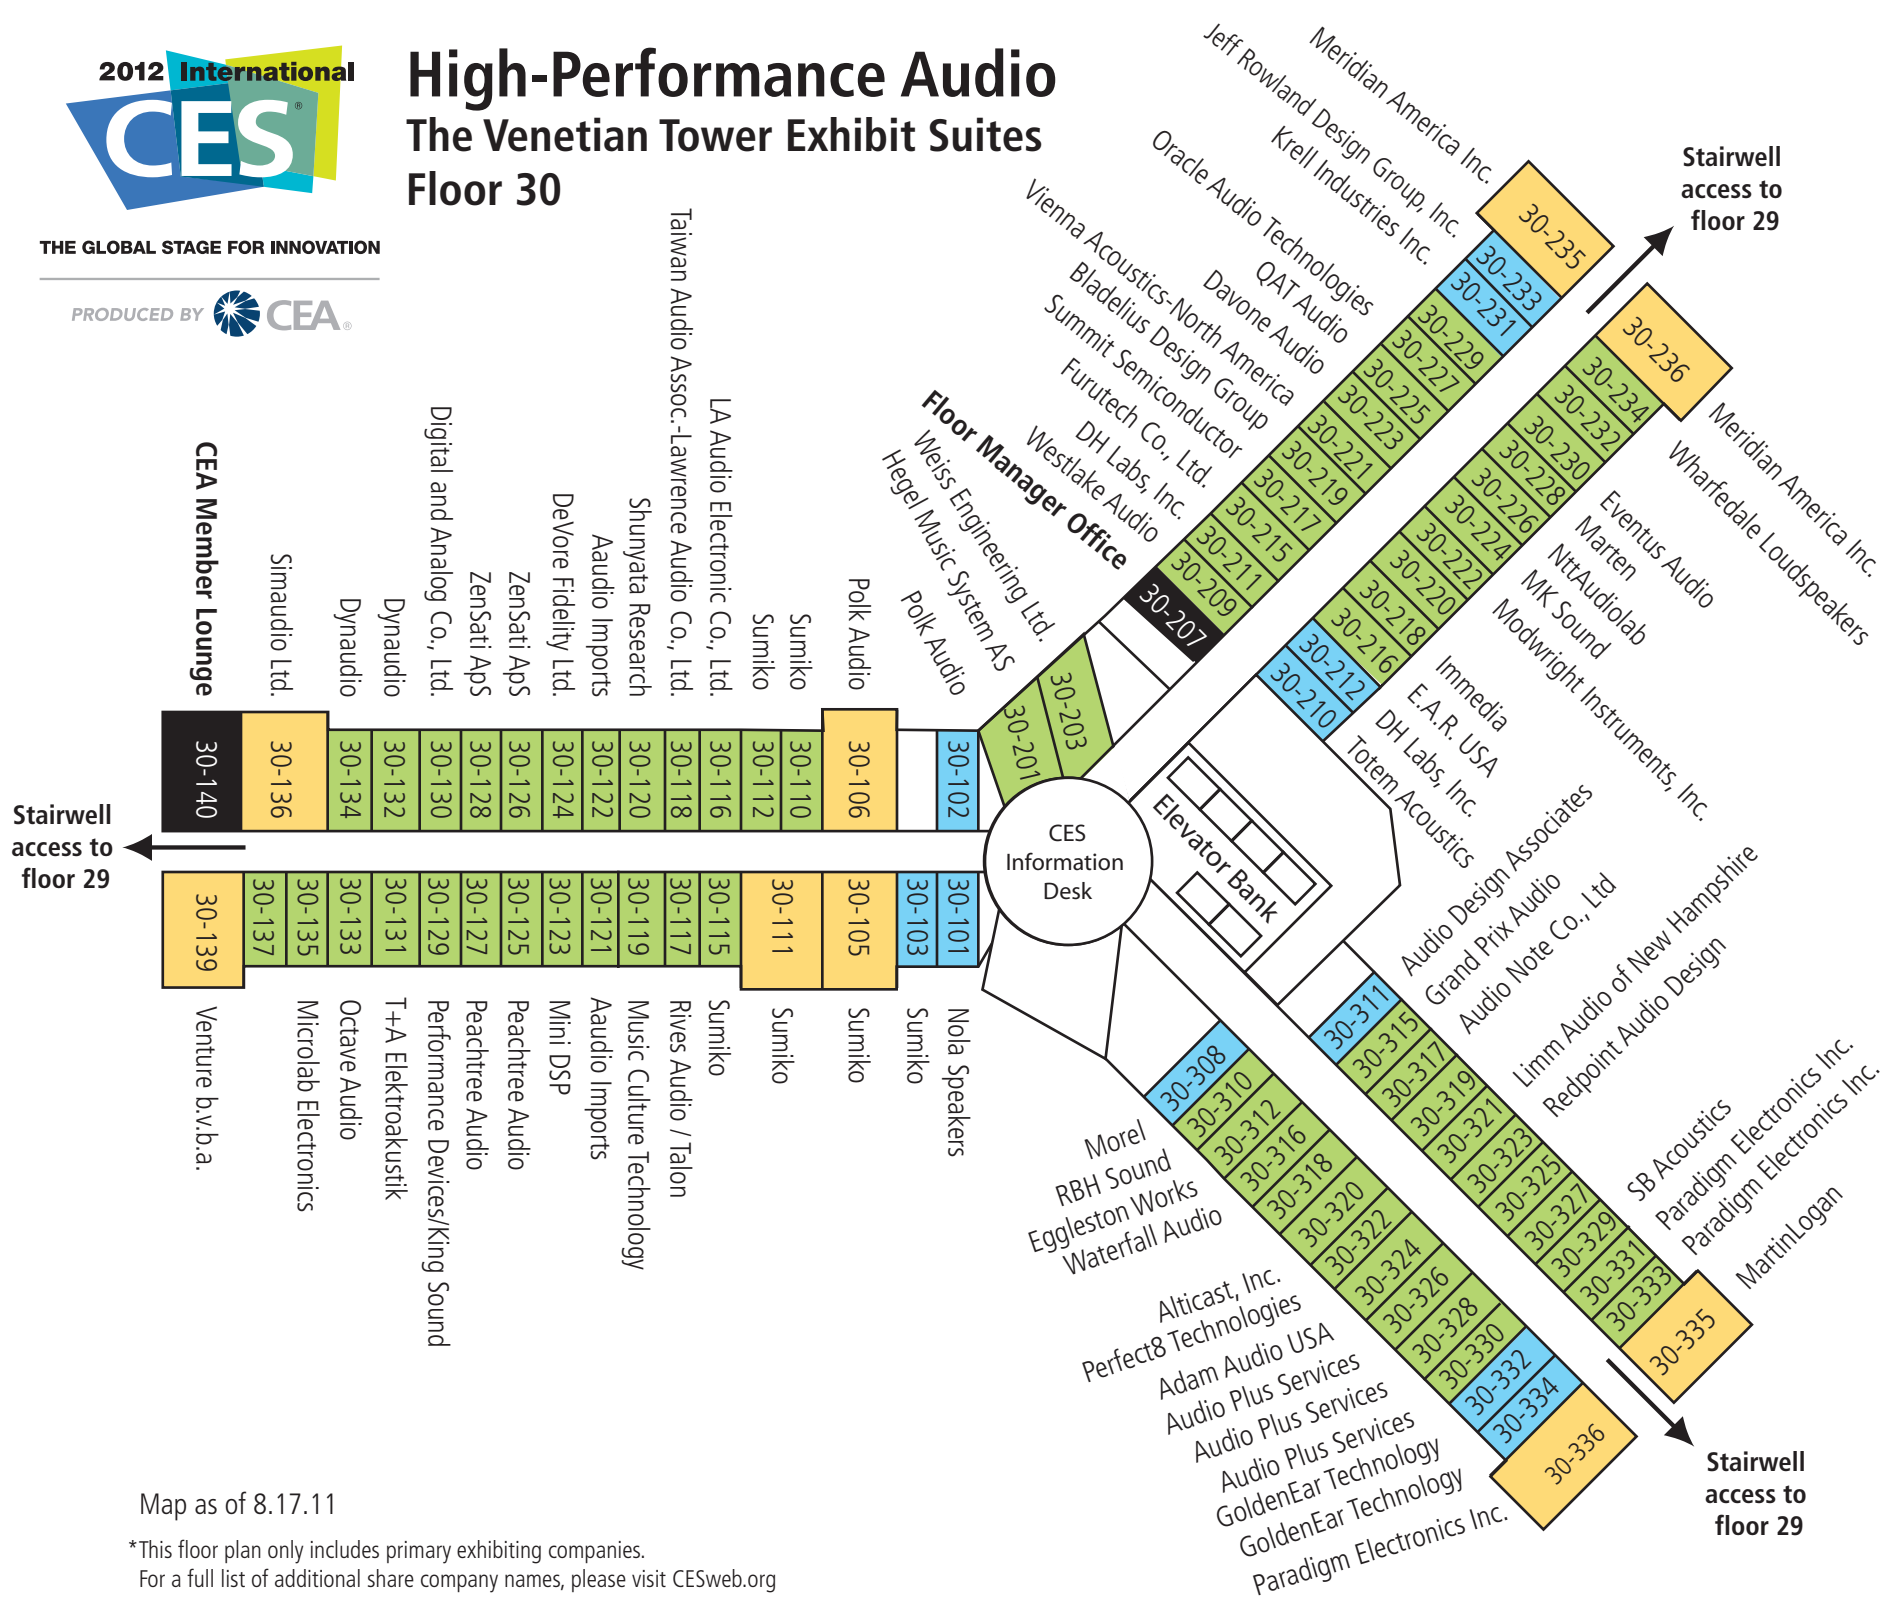 2012 International
CES®
THE GLOBAL STAGE FOR INNOVATION
PRODUCED BY CEA®
High-Performance Audio
The Venetian Tower Exhibit Suites
Floor 30
CEA Member Lounge
Simaudio Ltd.
Dynaudio
Dynaudio
Digital and Analog Co., Ltd.
ZenSati ApS
ZenSati ApS
DeVore Fidelity Ltd.
Aaudio Imports
Shunyata Research
Taiwan Audio Assoc.-Lawrence Audio Co., Ltd.
LA Audio Electronic Co., Ltd.
Sumiko
Sumiko
Polk Audio
Polk Audio
Hegel Music System AS
Weiss Engineering Ltd.
Floor Manager Office
Westlake Audio
DH Labs, Inc.
Furutech Co., Ltd.
Summit Semiconductor
Bladelius Design Group
Vienna Acoustics-North America
Davone Audio
QAT Audio
Oracle Audio Technologies
Krell Industries Inc.
Jeff Rowland Design Group, Inc.
Meridian America Inc.
Stairwell
access to
floor 29
30-140
30-136
30-134
30-132
30-130
30-128
30-126
30-124
30-122
30-120
30-118
30-116
30-112
30-110
30-106
30-102
30-201
30-203
30-207
30-209
30-211
30-215
30-217
30-219
30-221
30-223
30-225
30-227
30-229
30-231
30-233
30-235
30-236
30-234
30-232
30-230
30-228
30-226
30-224
30-222
30-220
30-218
30-216
30-212
30-210
Meridian America Inc.
Wharfedale Loudspeakers
Eventus Audio
Marten
NttAudiolab
MK Sound
Modwright Instruments, Inc.
Immedia
E.A.R. USA
DH Labs, Inc.
Totem Acoustics
Stairwell
access to
floor 29
CES
Information
Desk
Elevator Bank
30-139
30-137
30-135
30-133
30-131
30-129
30-127
30-125
30-123
30-121
30-119
30-117
30-115
30-111
30-105
30-103
30-101
Venture b.v.b.a.
Microlab Electronics
Octave Audio
T+A Elektroakustik
Performance Devices/King Sound
Peachtree Audio
Peachtree Audio
Mini DSP
Aaudio Imports
Music Culture Technology
Rives Audio / Talon
Sumiko
Sumiko
Sumiko
Sumiko
Nola Speakers
Audio Design Associates
Grand Prix Audio
Audio Note Co., Ltd
Limm Audio of New Hampshire
Redpoint Audio Design
SB Acoustics
Paradigm Electronics Inc.
Paradigm Electronics Inc.
MartinLogan
30-311
30-315
30-317
30-319
30-321
30-323
30-325
30-327
30-329
30-331
30-333
30-335
30-308
30-310
30-312
30-316
30-318
30-320
30-322
30-324
30-326
30-328
30-330
30-332
30-334
30-336
Morel
RBH Sound
Eggleston Works
Waterfall Audio
Alticast, Inc.
Perfect8 Technologies
Adam Audio USA
Audio Plus Services
Audio Plus Services
Audio Plus Services
GoldenEar Technology
GoldenEar Technology
Paradigm Electronics Inc.
Stairwell
access to
floor 29
Map as of 8.17.11
*This floor plan only includes primary exhibiting companies.
For a full list of additional share company names, please visit CESweb.org